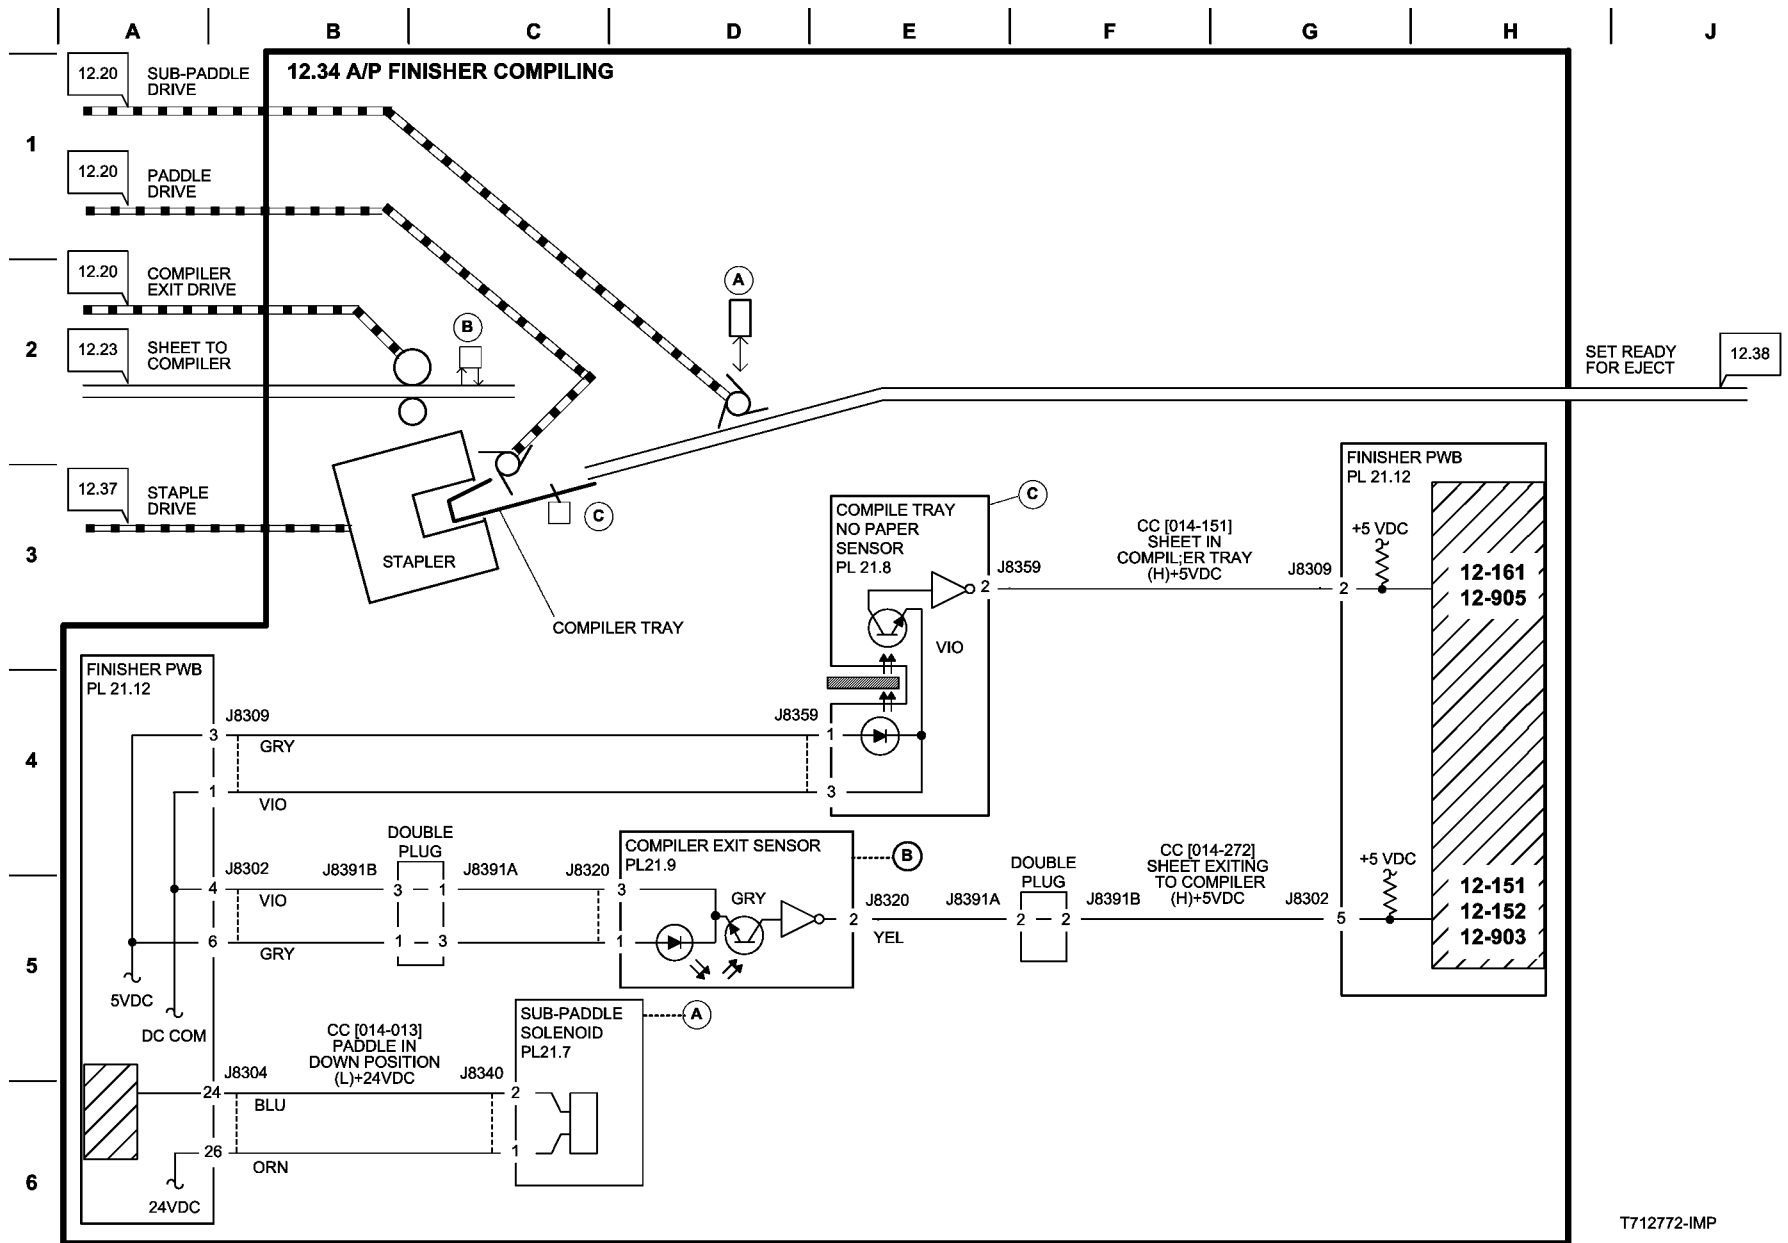 A B C D E F G H J
12.34 A/P FINISHER COMPILING
12.20 SUB-PADDLE
DRIVE
1
12.20 PADDLE
DRIVE
12.20 COMPILER
EXIT DRIVE
A
B
2
12.23 SHEET TO
COMPILER
SET READY
FOR EJECT
12.38
12.37 STAPLE
DRIVE
3
STAPLER
C
COMPILER TRAY
COMPILE TRAY
NO PAPER
SENSOR
PL 21.8
C
2
J8359
VIO
CC [014-151]
SHEET IN
COMPIL;ER TRAY
(H)+5VDC
J8309
2
FINISHER PWB
PL 21.12
+5 VDC
12-161
12-905
FINISHER PWB
PL 21.12
4
J8309
3
GRY
J8359
1
1
VIO
3
DOUBLE
PLUG
J8302
J8391B
J8391A
J8320
4
VIO
3 1
3
6
GRY
1 3
1
COMPILER EXIT SENSOR
PL21.9
GRY
B
2
J8320
YEL
J8391A
DOUBLE
PLUG
2 2
J8391B
CC [014-272]
SHEET EXITING
TO COMPILER
(H)+5VDC
J8302
5
+5 VDC
12-151
12-152
12-903
5
5VDC
DC COM
CC [014-013]
PADDLE IN
DOWN POSITION
(L)+24VDC
SUB-PADDLE
SOLENOID
PL21.7
A
J8304
J8340
24
BLU
2
26
ORN
1
24VDC
6
T712772-IMP